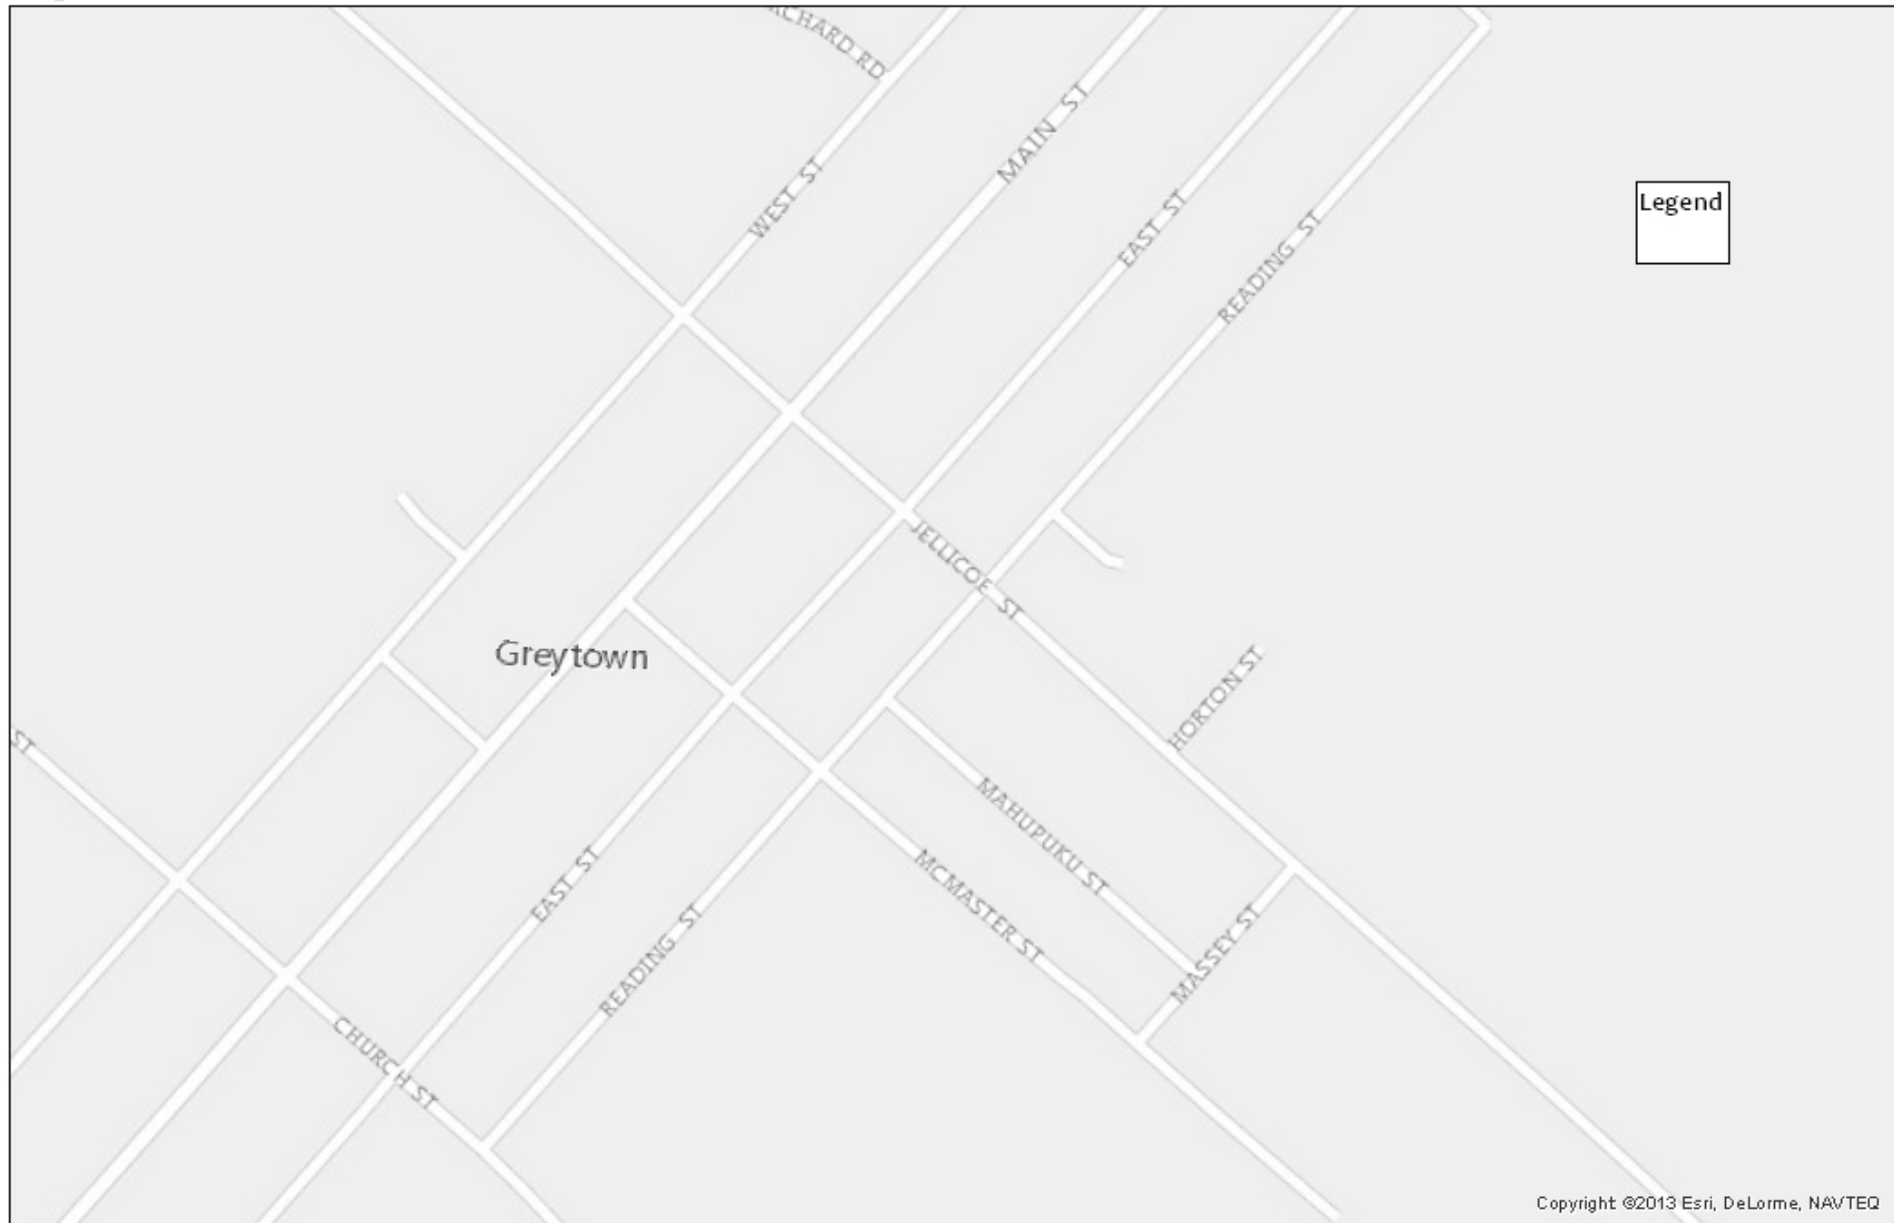 RCHARD RD
MAIN ST
WEST ST
EAST ST
READING ST
Legend
JELLICOE ST
Greytown
HORTON ST
ST
MAHUPUKU ST
EAST ST
MCMASTER ST
READING ST
MASSEY ST
CHURCH ST
Copyright ©2013 Esri, DeLorme, NAVTEQ